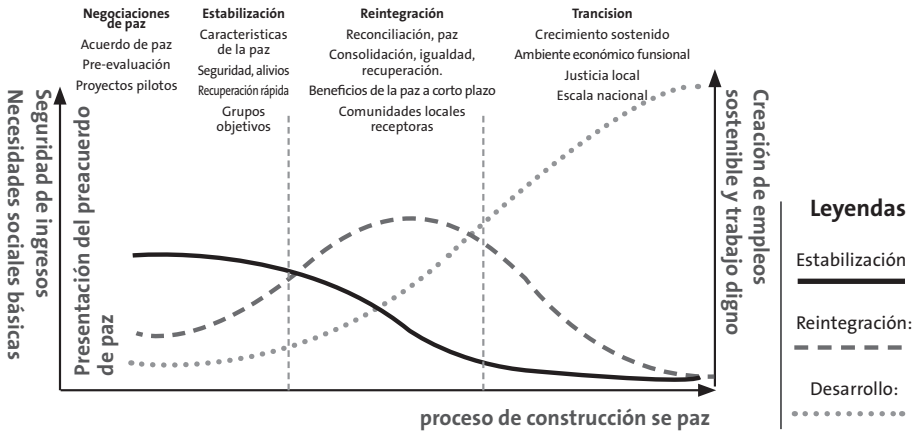 Negociaciones
de paz
Acuerdo de paz
Pre-evaluación
Proyectos pilotos
Estabilización
Caracteristicas
de la paz
Seguridad, alivios
Recuperación rápida
Grupos
objetivos
Reintegración
Reconciliación, paz
Consolidación, igualdad,
recuperación.
Beneficios de la paz a corto plazo
Comunidades locales
receptoras
Trancision
Crecimiento sostenido
Ambiente económico funsional
Justicia local
Escala nacional
Necesidades sociales básicas
Seguridad de ingresos
Presentación del preacuerdo
de paz
Creación de empleos
sostenible y trabajo digno
proceso de construcción se paz
Leyendas
Estabilización
Reintegración:
Desarrollo: